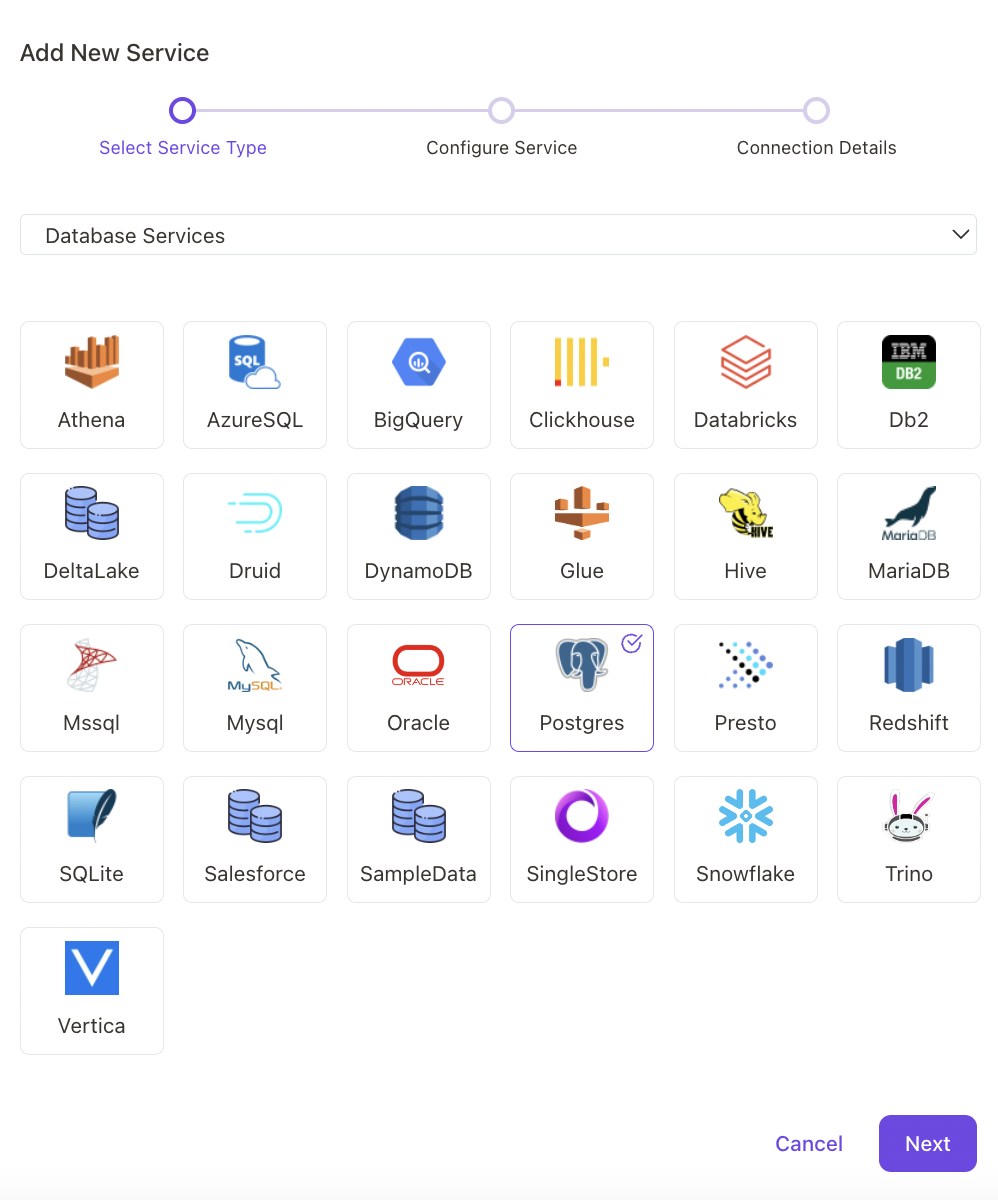 Add New Service
Select Service Type
Configure Service
Connection Details
Database Services
Athena
SQL
AzureSQL
BigQuery
Clickhouse
Databricks
IBM
DB2
Db2
DeltaLake
Druid
DynamoDB
Glue
HIVE
Hive
MariaDB
MariaDB
Mssql
MySQL
Mysql
ORACLE
Oracle
Postgres
Presto
Redshift
SQLite
Salesforce
SampleData
SingleStore
Snowflake
Trino
V
Vertica
Cancel
Next